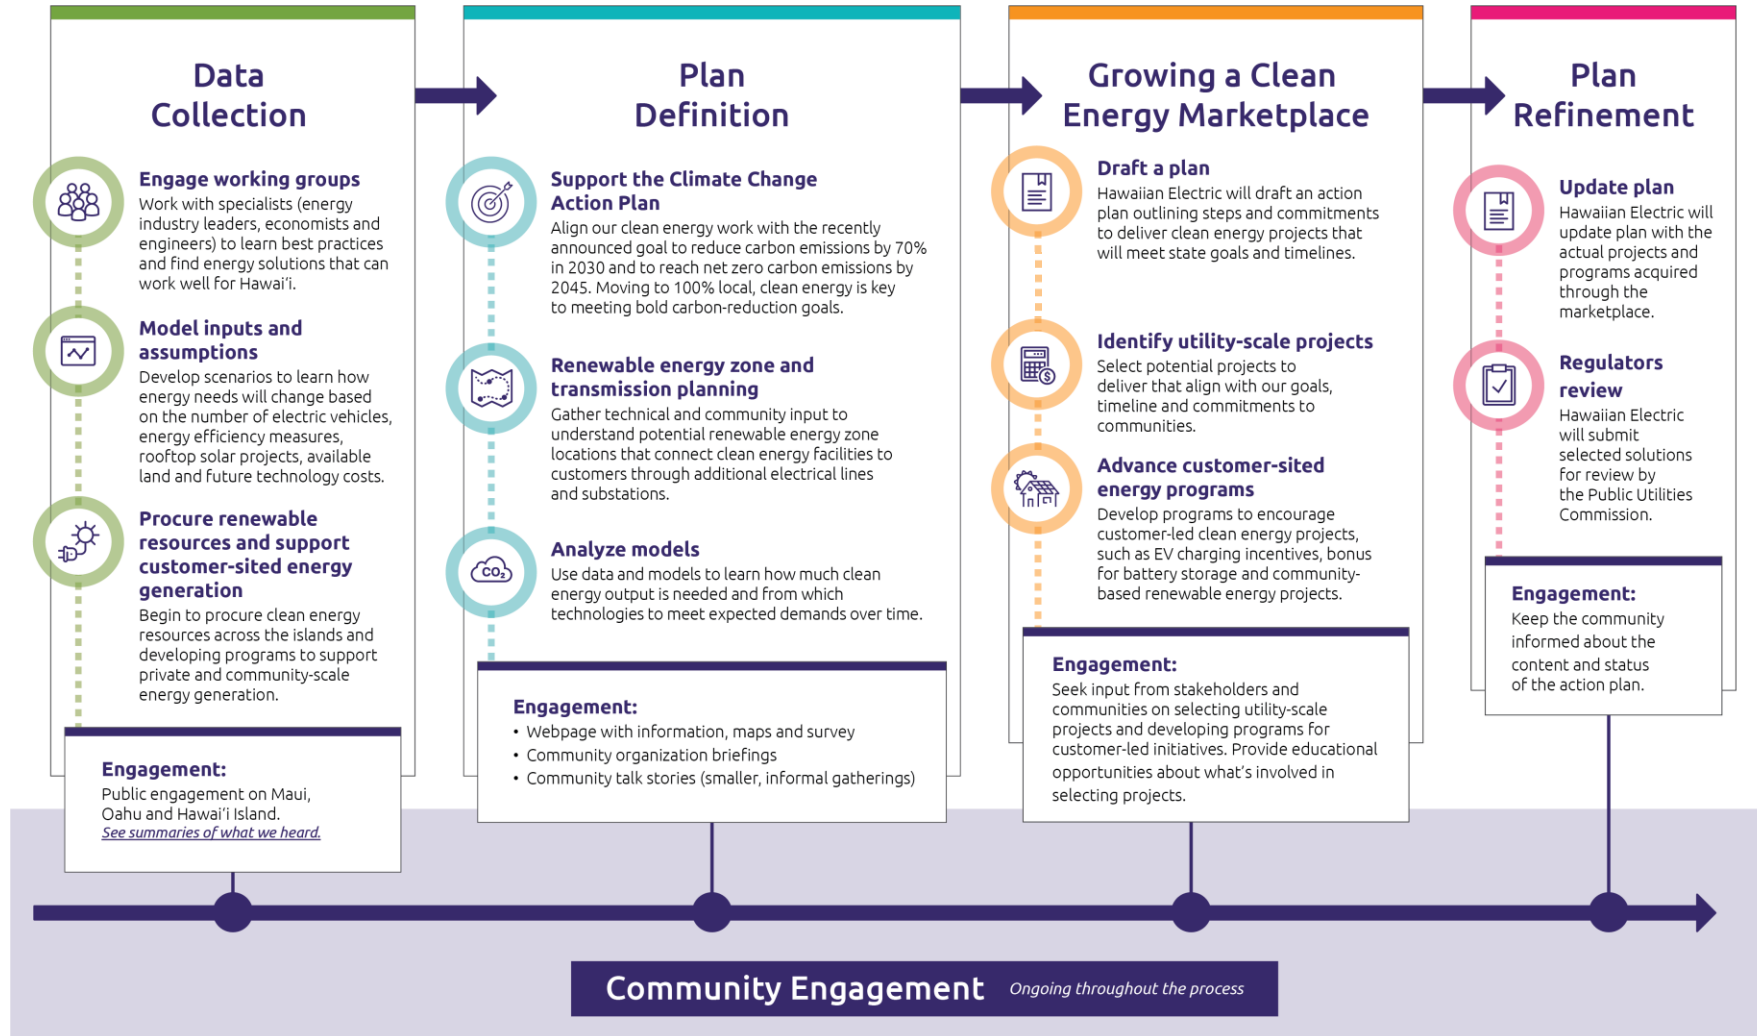 Data
Collection
Engage working groups
Work with specialists (energy
industry leaders, economists and
engineers) to learn best practices
and find energy solutions that can
work well for Hawai‘i.
Model inputs and
assumptions
Develop scenarios to learn how
energy needs will change based
on the number of electric vehicles,
energy efficiency measures,
rooftop solar projects, available
land and future technology costs.
Procure renewable
resources and support
customer-sited energy
generation
Begin to procure clean energy
resources across the islands and
developing programs to support
private and community-scale
energy generation.
Engagement:
Public engagement on Maui,
Oahu and Hawai‘i Island.
See summaries of what we heard.
Plan
Definition
Support the Climate Change
Action Plan
Align our clean energy work with the recently
announced goal to reduce carbon emissions by 70%
in 2030 and to reach net zero carbon emissions by
2045. Moving to 100% local, clean energy is key
to meeting bold carbon-reduction goals.
Renewable energy zone and
transmission planning
Gather technical and community input to
understand potential renewable energy zone
locations that connect clean energy facilities to
customers through additional electrical lines
and substations.
CO₂
Analyze models
Use data and models to learn how much clean
energy output is needed and from which
technologies to meet expected demands over time.
Engagement:
• Webpage with information, maps and survey
• Community organization briefings
• Community talk stories (smaller, informal gatherings)
Growing a Clean
Energy Marketplace
Draft a plan
Hawaiian Electric will draft an action
plan outlining steps and commitments
to deliver clean energy projects that
will meet state goals and timelines.
$
Identify utility-scale projects
Select potential projects to
deliver that align with our goals,
timeline and commitments to
communities.
Advance customer-sited
energy programs
Develop programs to encourage
customer-led clean energy projects,
such as EV charging incentives, bonus
for battery storage and community-
based renewable energy projects.
Engagement:
Seek input from stakeholders and
communities on selecting utility-scale
projects and developing programs for
customer-led initiatives. Provide educational
opportunities about what’s involved in
selecting projects.
Plan
Refinement
Update plan
Hawaiian Electric will
update plan with the
actual projects and
programs acquired
through the
marketplace.
Regulators
review
Hawaiian Electric
will submit
selected solutions
for review by
the Public Utilities
Commission.
Engagement:
Keep the community
informed about the
content and status
of the action plan.
Community Engagement Ongoing throughout the process